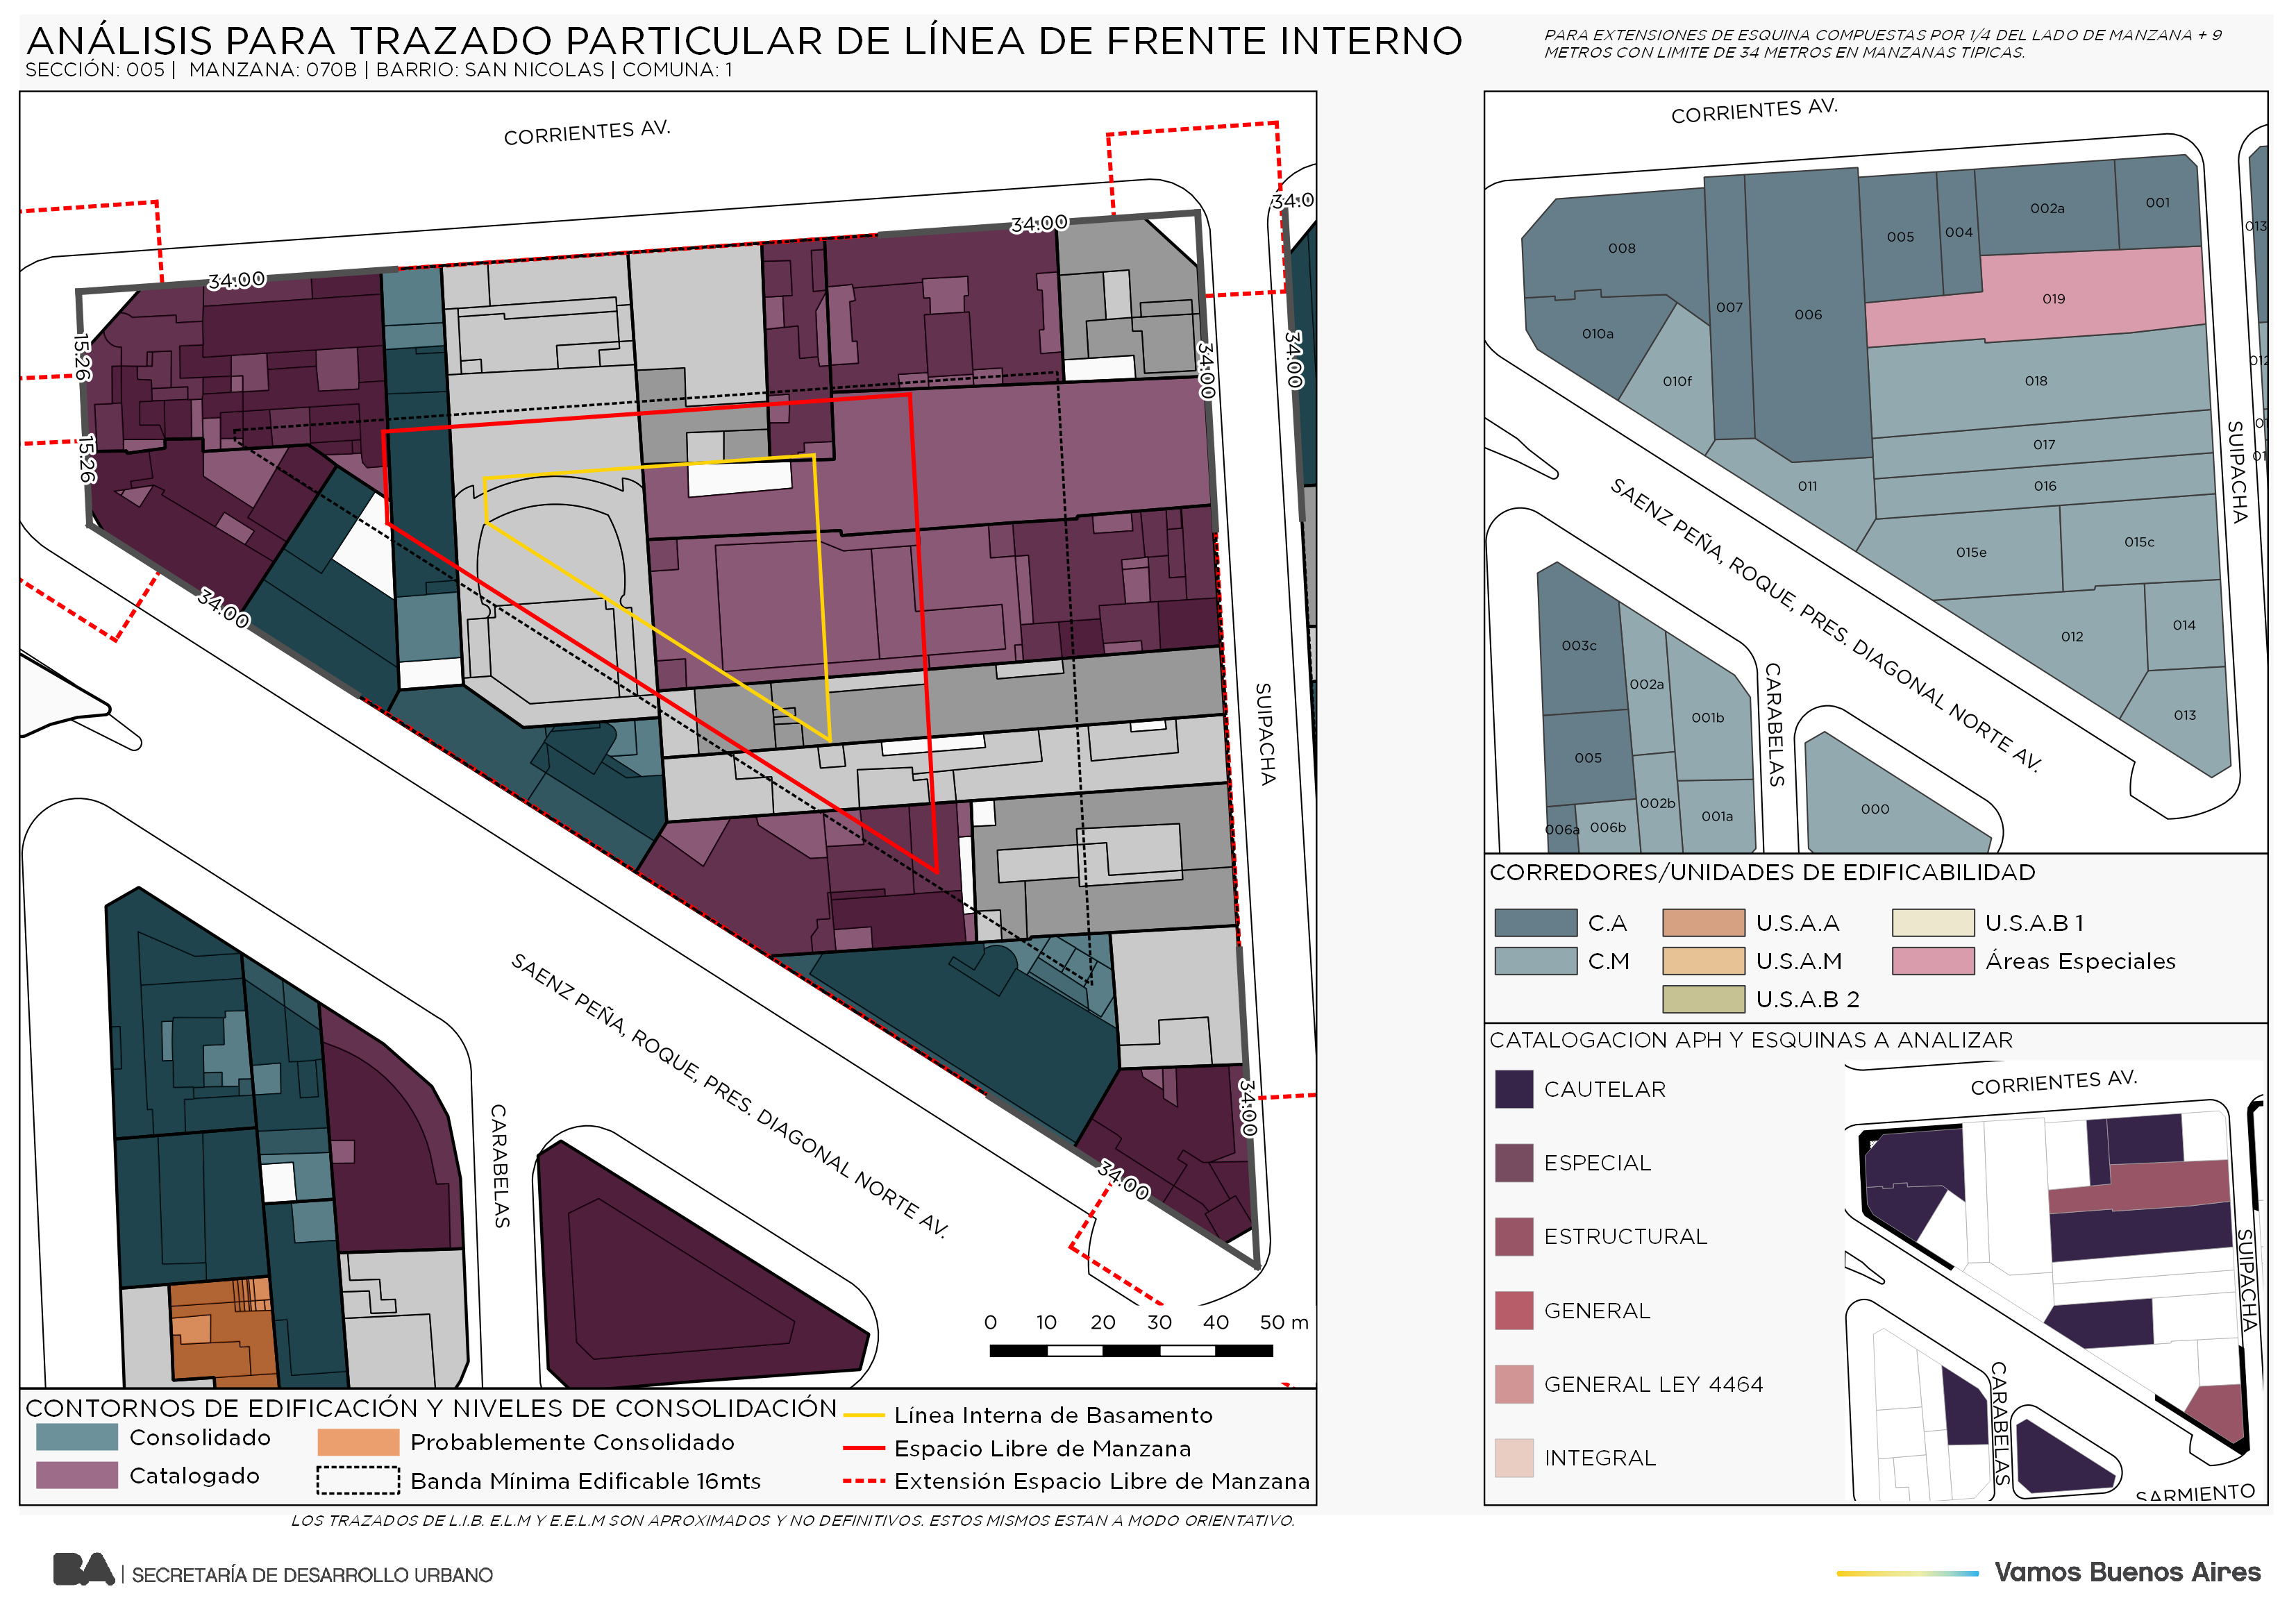 ANÁLISIS PARA TRAZADO PARTICULAR DE LÍNEA DE FRENTE INTERNO
SECCIÓN: 005 | MANZANA: 070B | BARRIO: SAN NICOLAS | COMUNA: 1
PARA EXTENSIONES DE ESQUINA COMPUESTAS POR 1/4 DEL LADO DE MANZANA + 9
METROS CON LIMITE DE 34 METROS EN MANZANAS TIPICAS.
CORRIENTES AV.
34.00
34.00
34.0
15.26
15.26
34.00
34.00
34.00
SUIPACHA
SAENZ PEÑA, ROQUE, PRES. DIAGONAL NORTE AV.
CARABELAS
34.00
34.00
0 10 20 30 40 50 m
CONTORNOS DE EDIFICACIÓN Y NIVELES DE CONSOLIDACIÓN
Consolidado
Catalogado
Probablemente Consolidado
Banda Mínima Edificable 16mts
Línea Interna de Basamento
Espacio Libre de Manzana
Extensión Espacio Libre de Manzana
LOS TRAZADOS DE L.I.B. E.L.M Y E.E.L.M SON APROXIMADOS Y NO DEFINITIVOS. ESTOS MISMOS ESTAN A MODO ORIENTATIVO.
CORRIENTES AV.
008
007
006
005
004
002a
001
013
019
010a
010f
018
017
016
011
015e
015c
012
014
013
SUIPACHA
SAENZ PEÑA, ROQUE, PRES. DIAGONAL NORTE AV.
CARABELAS
003c
002a
001b
005
002b
001a
006a
006b
000
CORREDORES/UNIDADES DE EDIFICABILIDAD
C.A
C.M
U.S.A.A
U.S.A.M
U.S.A.B 2
U.S.A.B 1
Áreas Especiales
CATALOGACION APH Y ESQUINAS A ANALIZAR
CAUTELAR
ESPECIAL
ESTRUCTURAL
GENERAL
GENERAL LEY 4464
INTEGRAL
CORRIENTES AV.
SUIPACHA
CARABELAS
SARMIENTO
BA | SECRETARÍA DE DESARROLLO URBANO
Vamos Buenos Aires